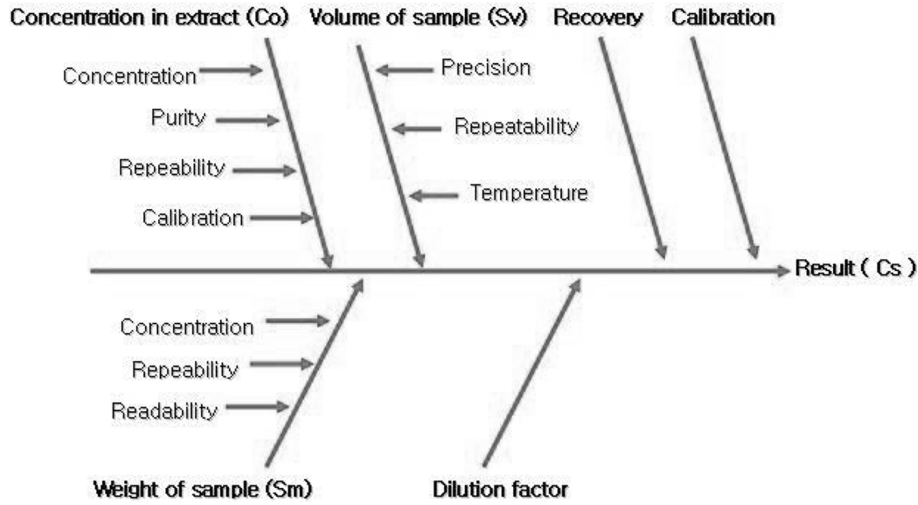 Concentration in extract (Co) Volume of sample (Sv) Recovery Calibration
Concentration
Purity
Repeability
Calibration
Precision
Repeatability
Temperature
Result ( Cs )
Concentration
Repeability
Readability
Weight of sample (Sm) Dilution factor